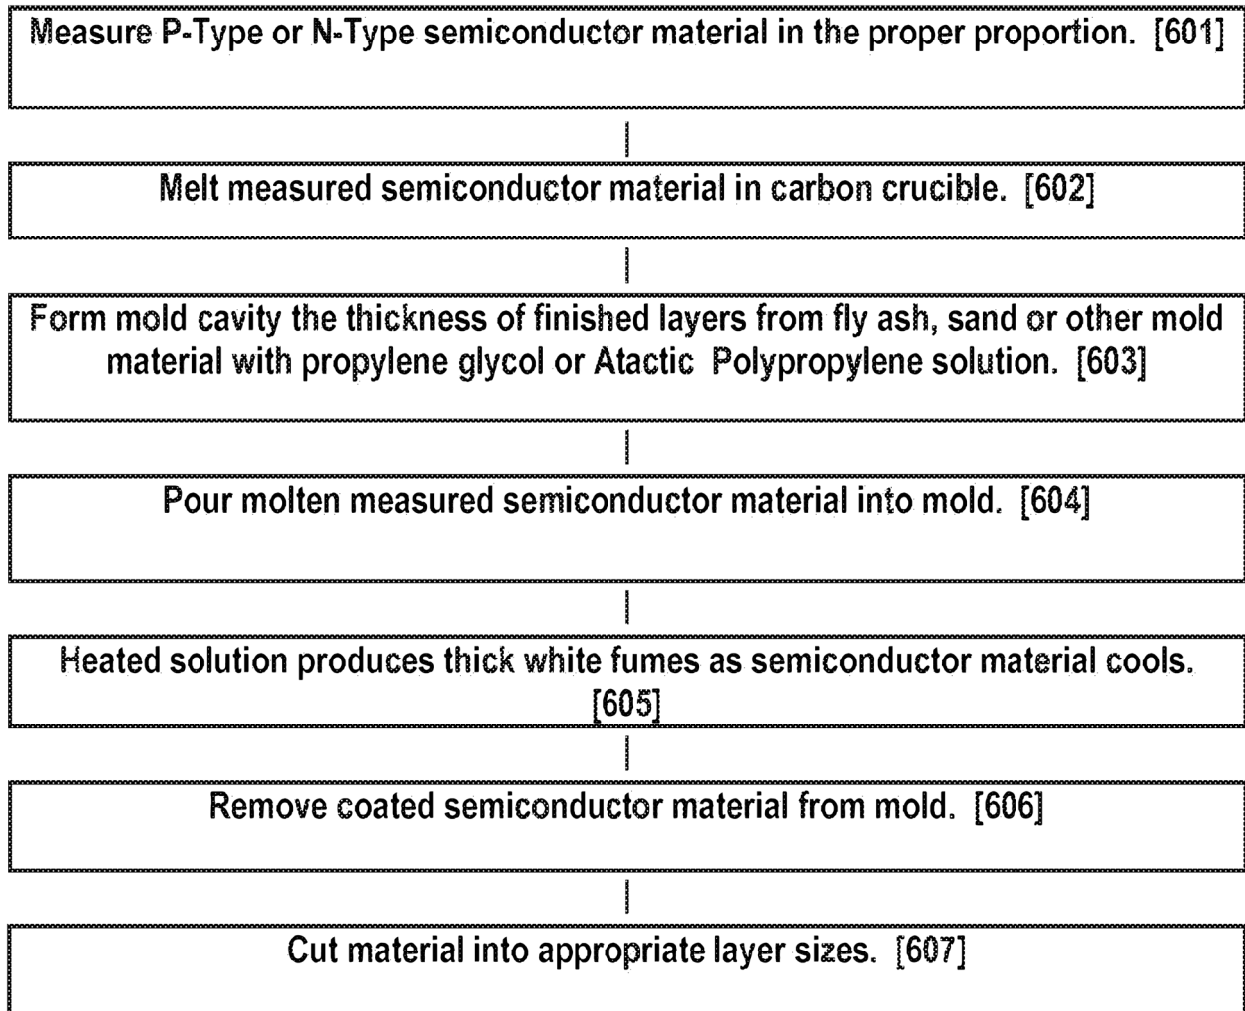 Measure P-Type or N-Type semiconductor material in the proper proportion. [601]
Melt measured semiconductor material in carbon crucible. [602]
Form mold cavity the thickness of finished layers from fly ash, sand or other mold
material with propylene glycol or Atactic Polypropylene solution. [603]
Pour molten measured semiconductor material into mold. [604]
Heated solution produces thick white fumes as semiconductor material cools.
[605]
Remove coated semiconductor material from mold. [606]
Cut material into appropriate layer sizes. [607]